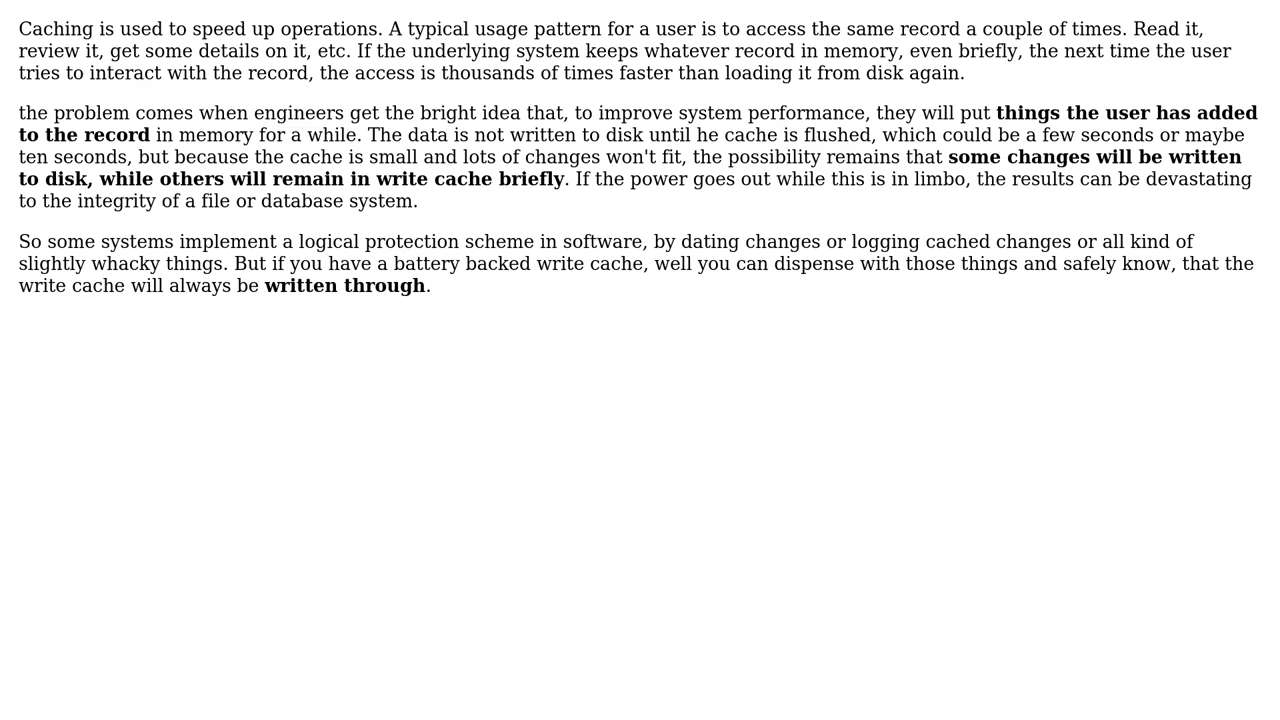 Caching is used to speed up operations. A typical usage pattern for a user is to access the same record a couple of times. Read it,
review it, get some details on it, etc. If the underlying system keeps whatever record in memory, even briefly, the next time the user
tries to interact with the record, the access is thousands of times faster than loading it from disk again.
the problem comes when engineers get the bright idea that, to improve system performance, they will put things the user has added
to the record in memory for a while. The data is not written to disk until he cache is flushed, which could be a few seconds or maybe
ten seconds, but because the cache is small and lots of changes won't fit, the possibility remains that some changes will be written
to disk, while others will remain in write cache briefly. If the power goes out while this is in limbo, the results can be devastating
to the integrity of a file or database system.
So some systems implement a logical protection scheme in software, by dating changes or logging cached changes or all kind of
slightly whacky things. But if you have a battery backed write cache, well you can dispense with those things and safely know, that the
write cache will always be written through.